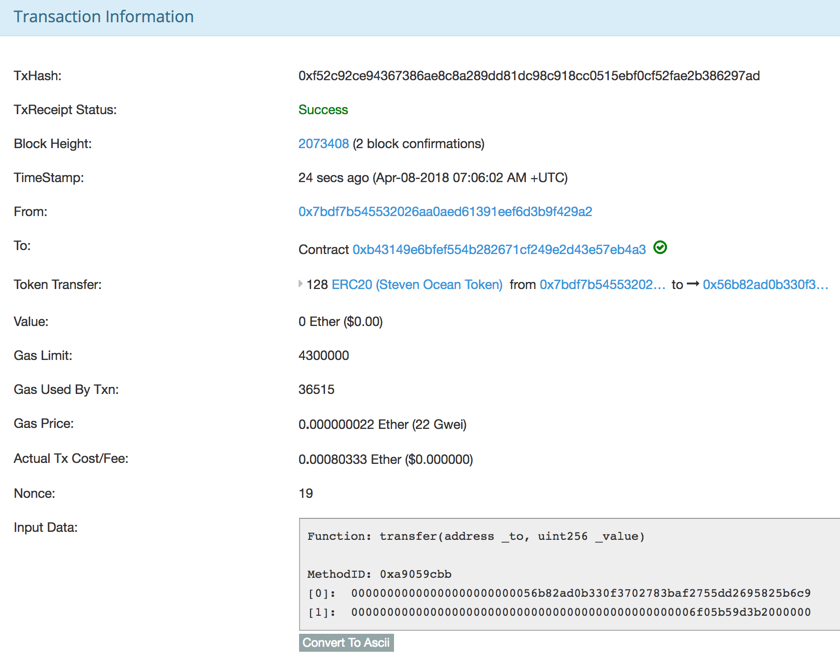 Transaction Information
TxHash: 0xf52c92ce94367386ae8c8a289dd81dc98c918cc0515ebf0cf52fae2b386297ad
TxReceipt Status: Success
Block Height: 2073408 (2 block confirmations)
TimeStamp: 24 secs ago (Apr-08-2018 07:06:02 AM +UTC)
From: 0x7bdf7b545532026aa0aed61391eef6d3b9f429a2
To: Contract 0xb43149e6bfef554b282671cf249e2d43e57eb4a3
Token Transfer: 128 ERC20 (Steven Ocean Token) from 0x7bdf7b54553202... to → 0x56b82ad0b330f3...
Value: 0 Ether ($0.00)
Gas Limit: 4300000
Gas Used By Txn: 36515
Gas Price: 0.000000022 Ether (22 Gwei)
Actual Tx Cost/Fee: 0.00080333 Ether ($0.000000)
Nonce: 19
Input Data:
Function: transfer(address _to, uint256 _value)
MethodID: 0xa9059cbb
[0]: 00000000000000000000000056b82ad0b330f3702783baf2755dd2695825b6c9
[1]: 000000000000000000000000000000000000000000000006f05b59d3b2000000
Convert To Ascii